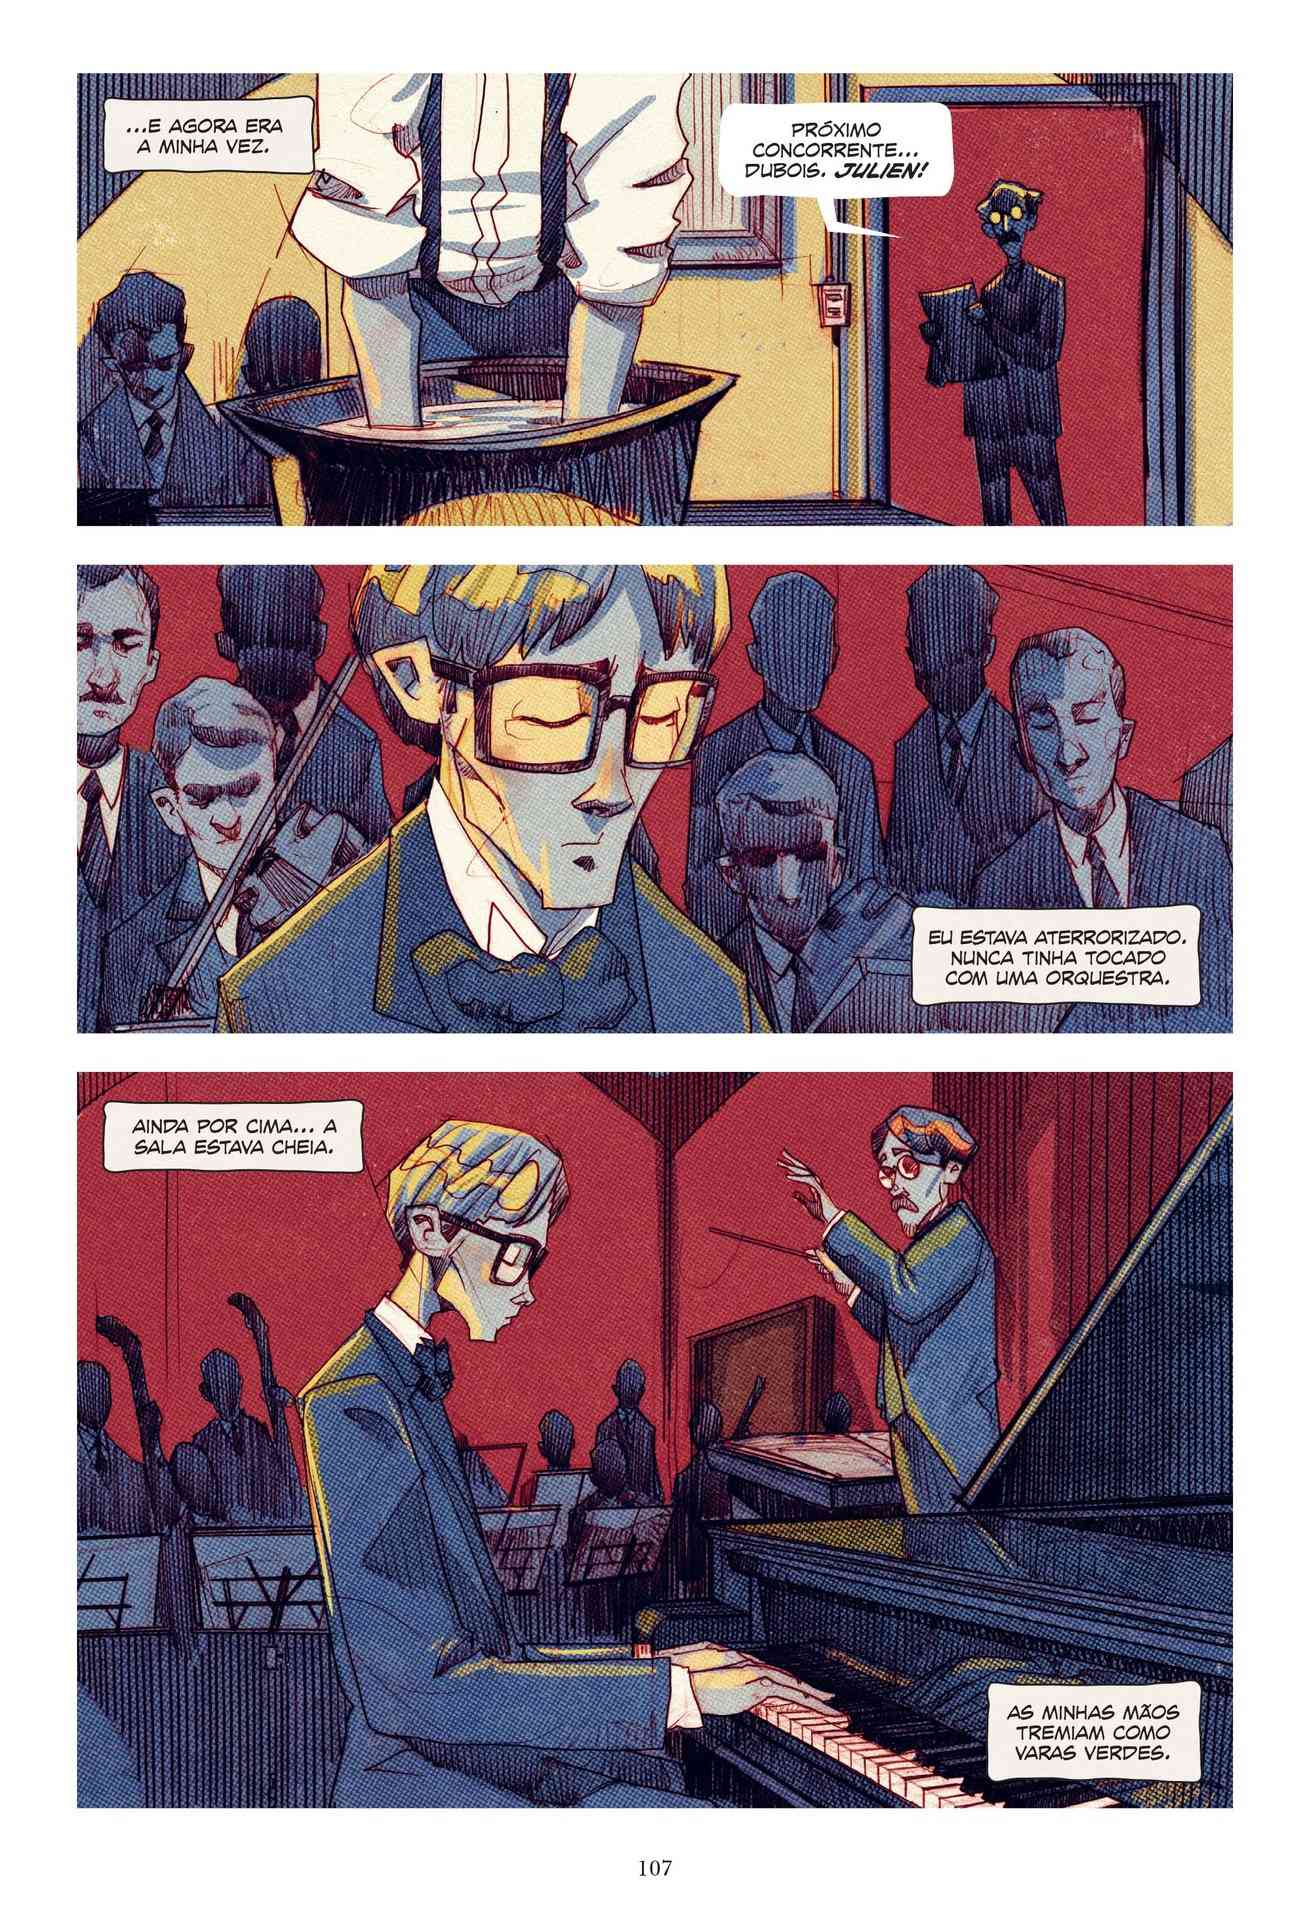 ...E AGORA ERA
A MINHA VEZ.
PRÓXIMO
CONCORRENTE...
DUBOIS. JULIEN!
EU ESTAVA ATERRORIZADO.
NUNCA TINHA TOCADO
COM UMA ORQUESTRA.
AINDA POR CIMA... A
SALA ESTAVA CHEIA.
AS MINHAS MÃOS
TREMIAM COMO
VARAS VERDES.
107